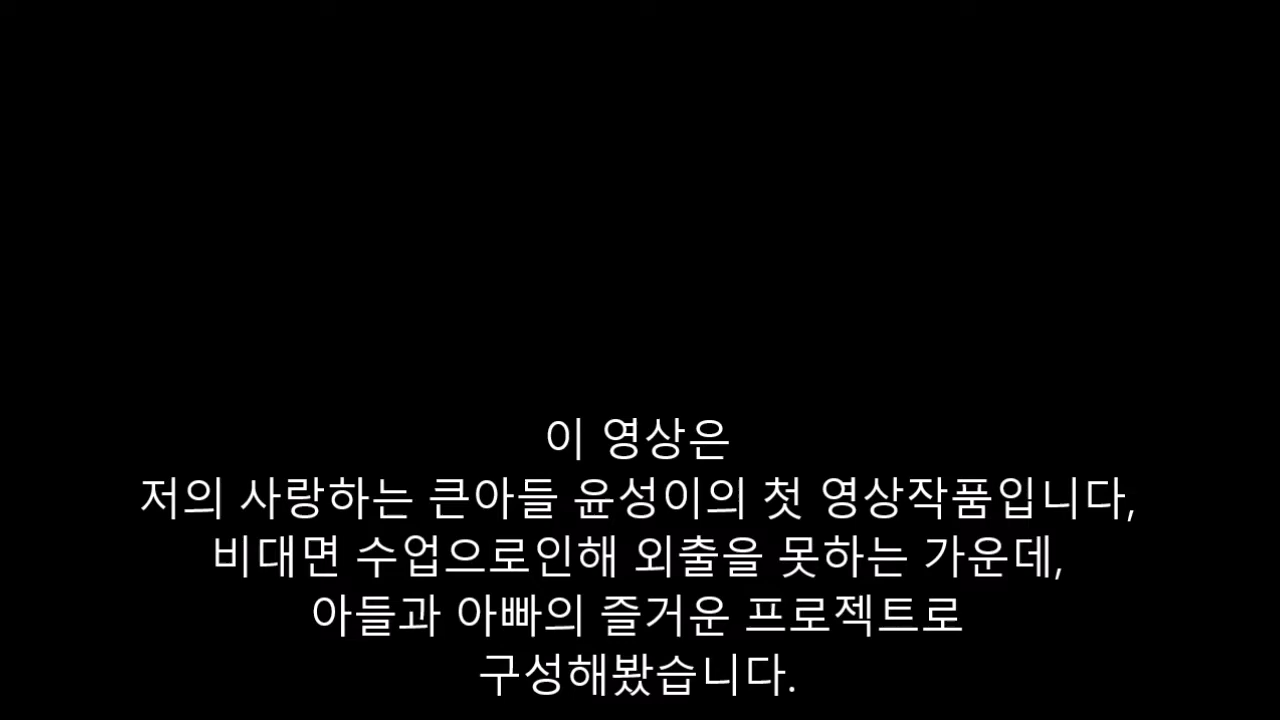 이 영상은
저의 사랑하는 큰아들 윤성이의 첫 영상작품입니다,
비대면 수업으로인해 외출을 못하는 가운데,
아들과 아빠의 즐거운 프로젝트로
구성해봤습니다.